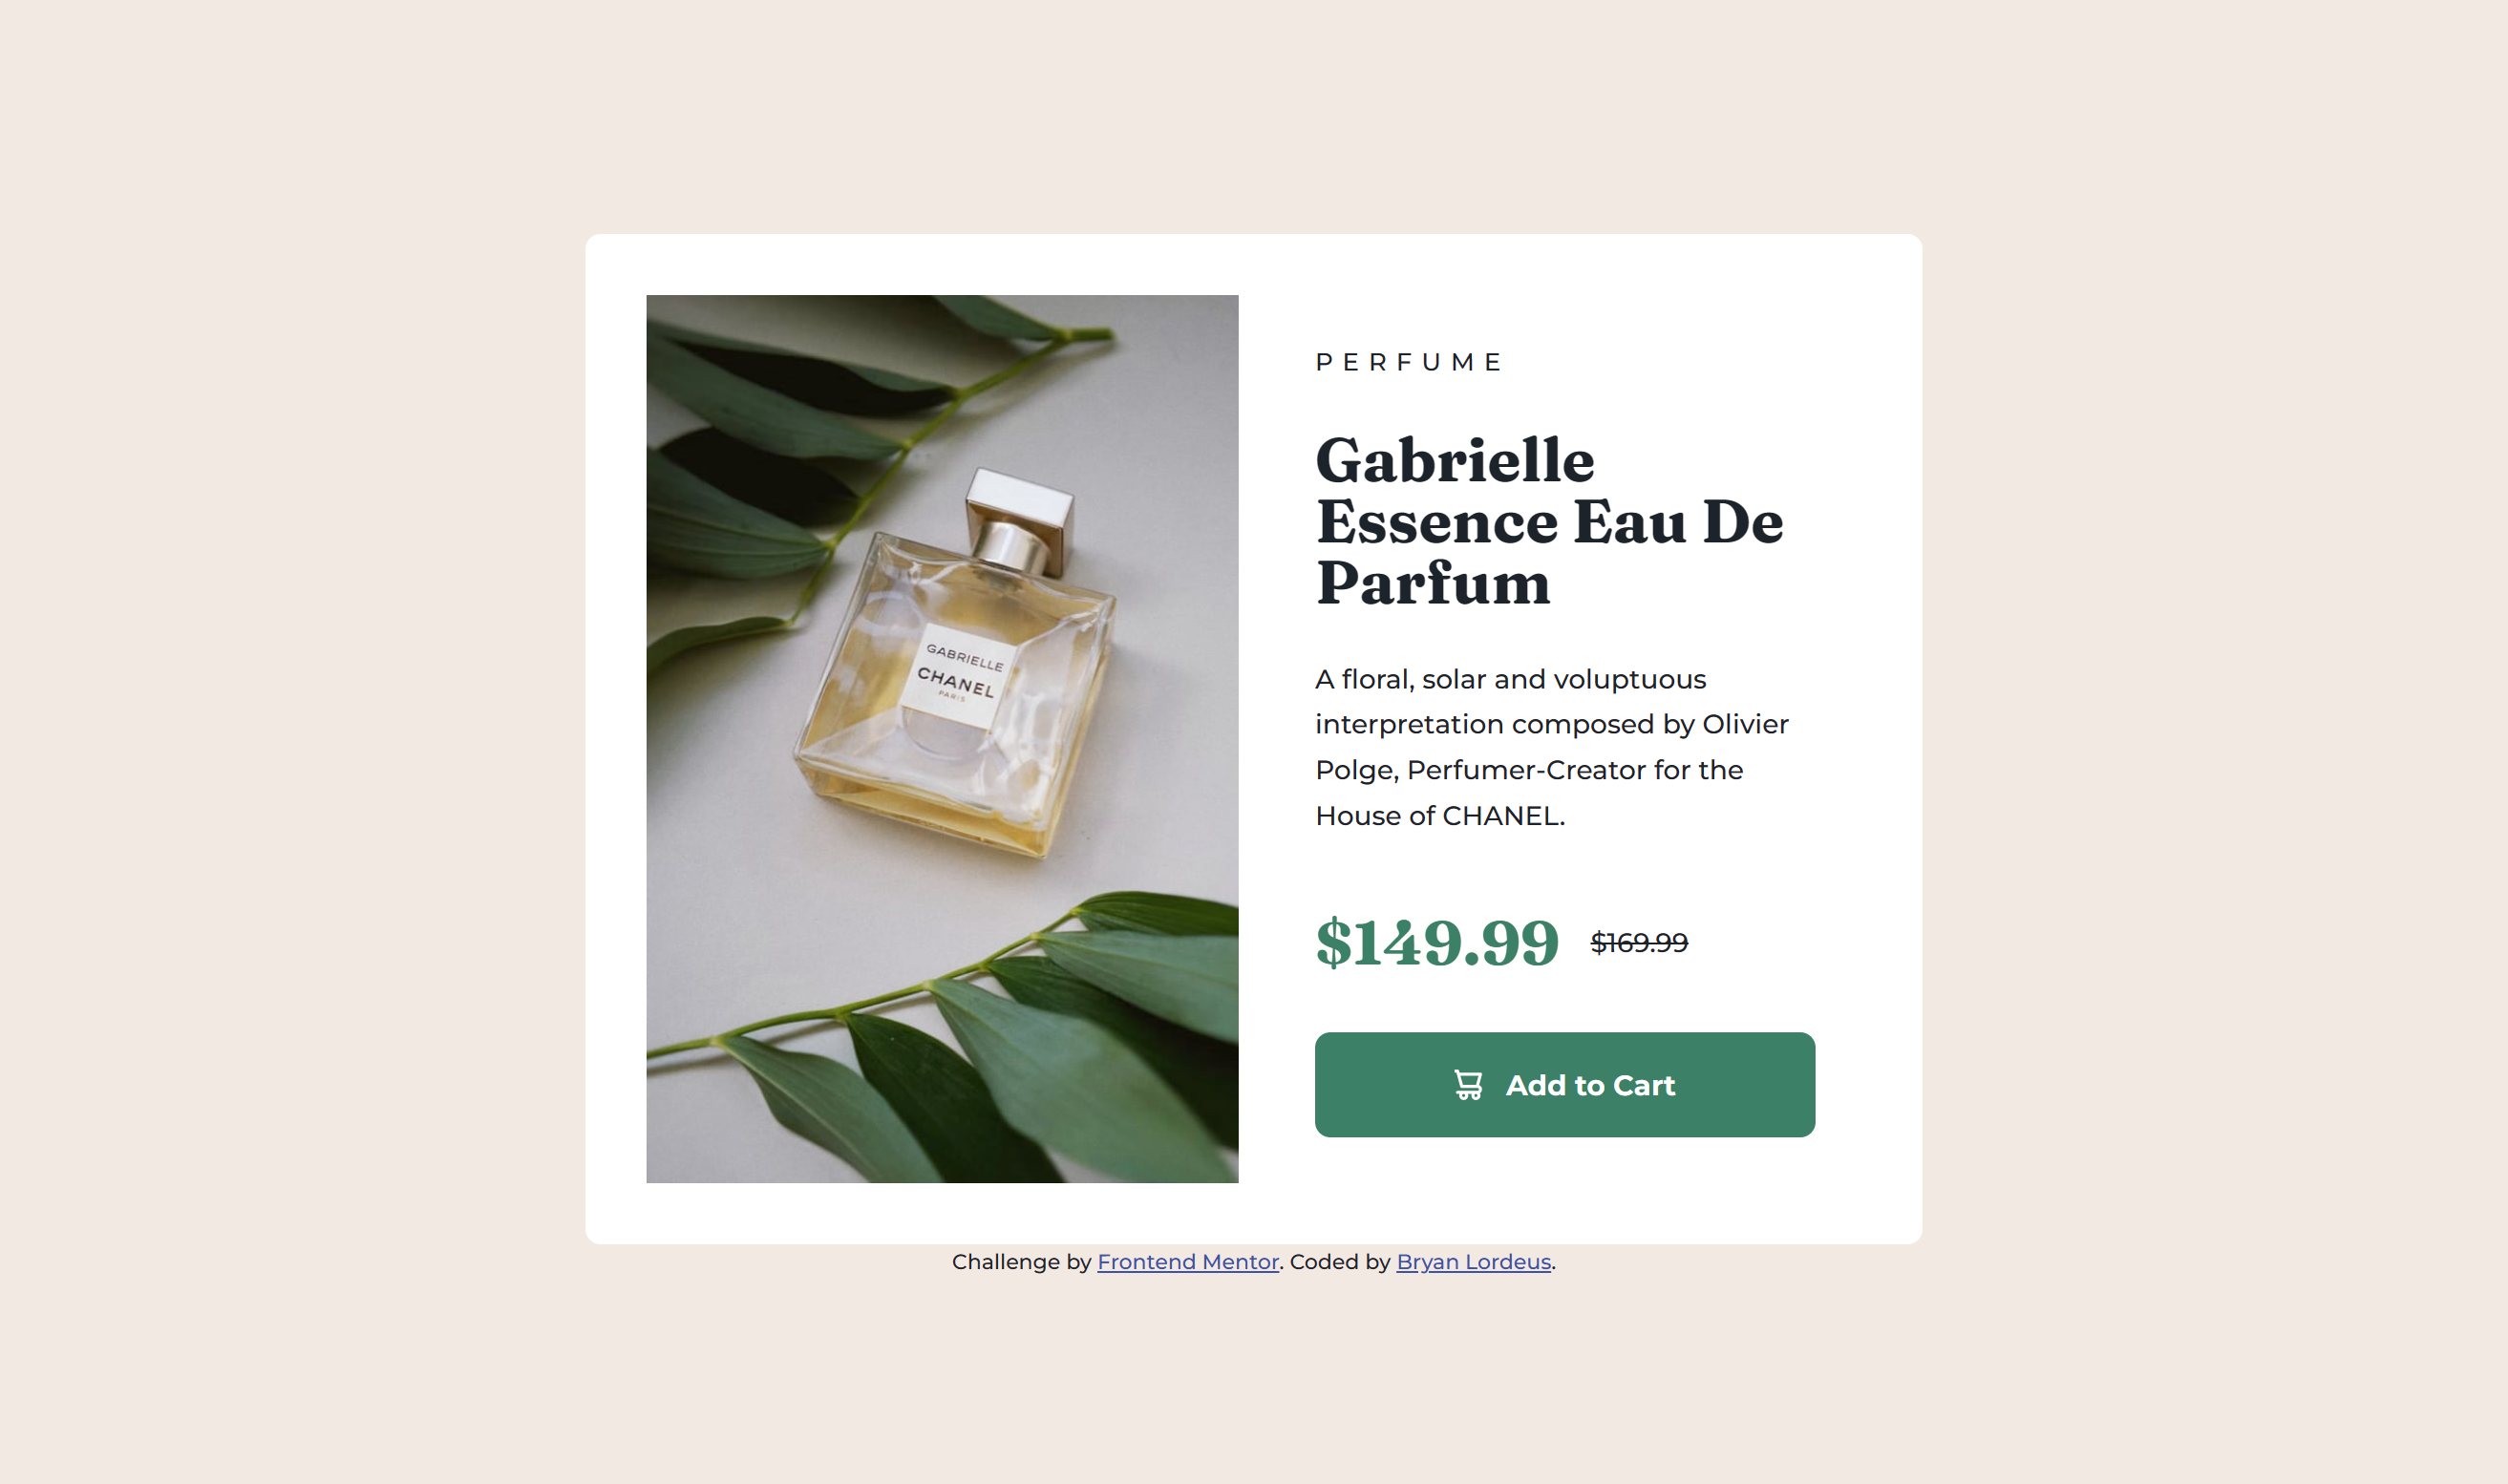 GABRIELLE
CHANEL
PARIS
PERFUME
Gabrielle
Essence Eau De
Parfum
A floral, solar and voluptuous
interpretation composed by Olivier
Polge, Perfumer-Creator for the
House of CHANEL.
$149.99 $169.99
Add to Cart
Challenge by Frontend Mentor. Coded by Bryan Lordeus.